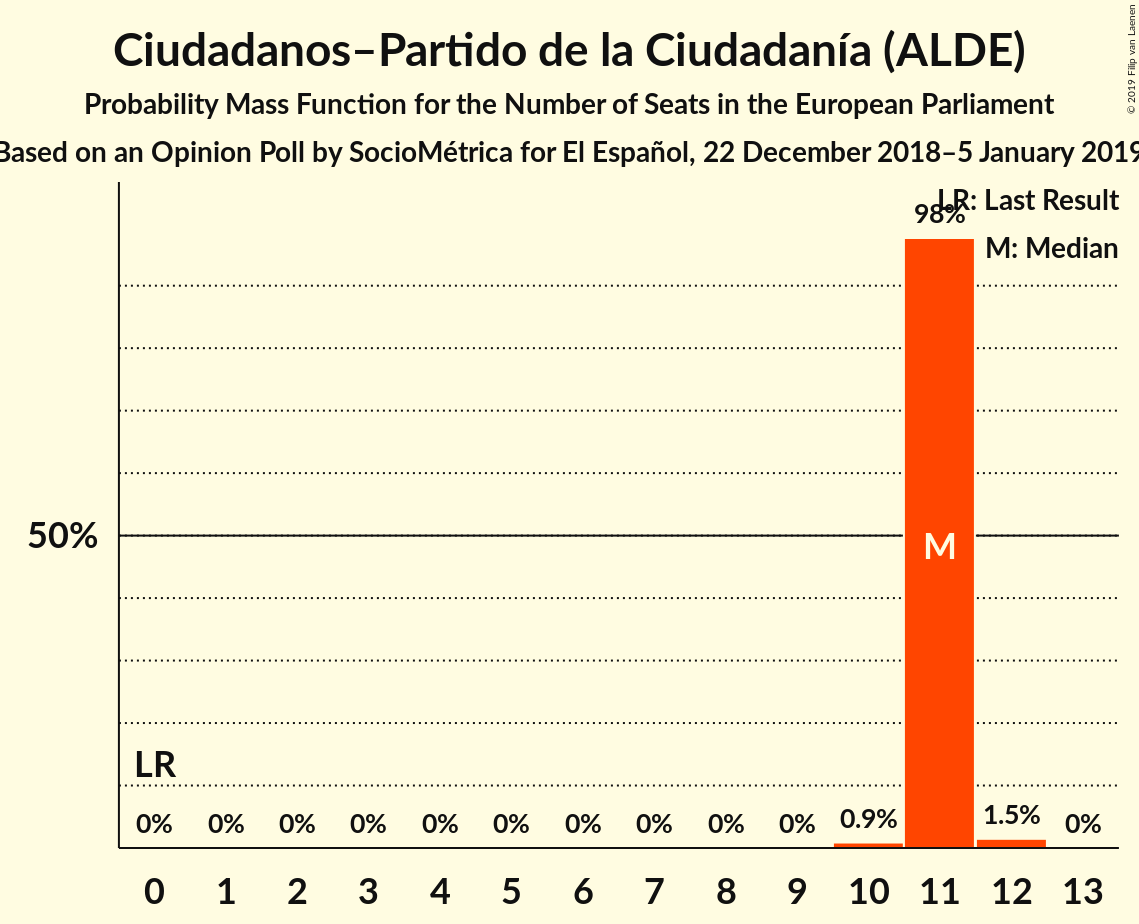 Ciudadanos–Partido de la Ciudadanía (ALDE)
Probability Mass Function for the Number of Seats in the European Parliament
Based on an Opinion Poll by SocioMétrica for El Español, 22 December 2018–5 January 2019
© 2019 Filip van Laenen
LR: Last Result
M: Median
98%
50%
M
LR
0% 0% 0% 0% 0% 0% 0% 0% 0% 0% 0.9% 1.5% 0%
0 1 2 3 4 5 6 7 8 9 10 11 12 13